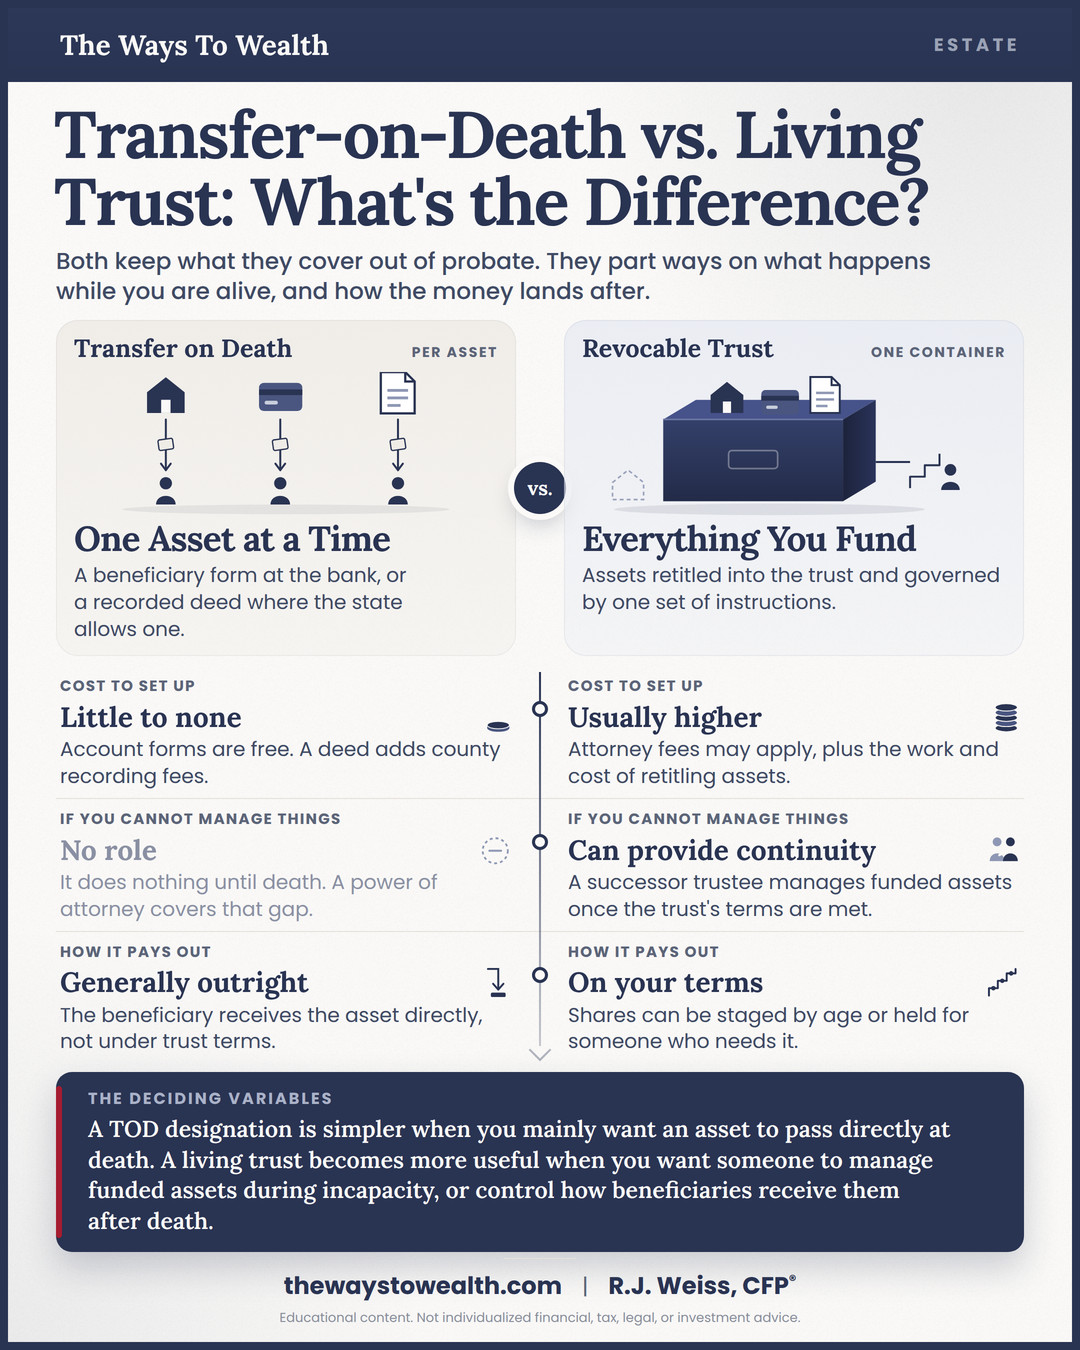 The Ways To Wealth
ESTATE
Transfer-on-Death vs. Living
Trust: What's the Difference?
Both keep what they cover out of probate. They part ways on what happens
while you are alive, and how the money lands after.
Transfer on Death
PER ASSET
One Asset at a Time
A beneficiary form at the bank, or
a recorded deed where the state
allows one.
vs.
Revocable Trust
ONE CONTAINER
Everything You Fund
Assets retitled into the trust and governed
by one set of instructions.
COST TO SET UP
Little to none
Account forms are free. A deed adds county
recording fees.
COST TO SET UP
Usually higher
Attorney fees may apply, plus the work and
cost of retitling assets.
IF YOU CANNOT MANAGE THINGS
No role
It does nothing until death. A power of
attorney covers that gap.
IF YOU CANNOT MANAGE THINGS
Can provide continuity
A successor trustee manages funded assets
once the trust's terms are met.
HOW IT PAYS OUT
Generally outright
The beneficiary receives the asset directly,
not under trust terms.
HOW IT PAYS OUT
On your terms
Shares can be staged by age or held for
someone who needs it.
THE DECIDING VARIABLES
A TOD designation is simpler when you mainly want an asset to pass directly at
death. A living trust becomes more useful when you want someone to manage
funded assets during incapacity, or control how beneficiaries receive them
after death.
thewaystowealth.com | R.J. Weiss, CFP®
Educational content. Not individualized financial, tax, legal, or investment advice.